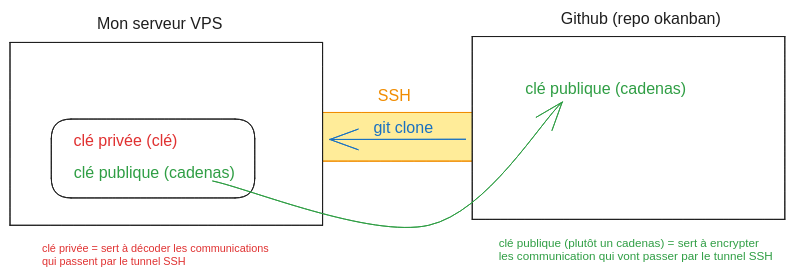 Mon serveur VPS
Github (repo okanban)
SSH
git clone
clé privée (clé)
clé publique (cadenas)
clé publique (cadenas)
clé privée = sert à décoder les communications
qui passent par le tunnel SSH
clé publique (plutôt un cadenas) = sert à encrypter
les communication qui vont passer par le tunnel SSH